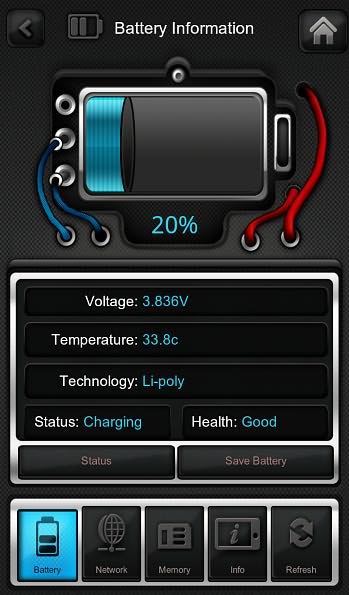 Battery Information
20%
Voltage: 3.836V
Temperature: 33.8c
Technology: Li-poly
Status: Charging Health: Good
Status Save Battery
Battery Network Memory Info Refresh